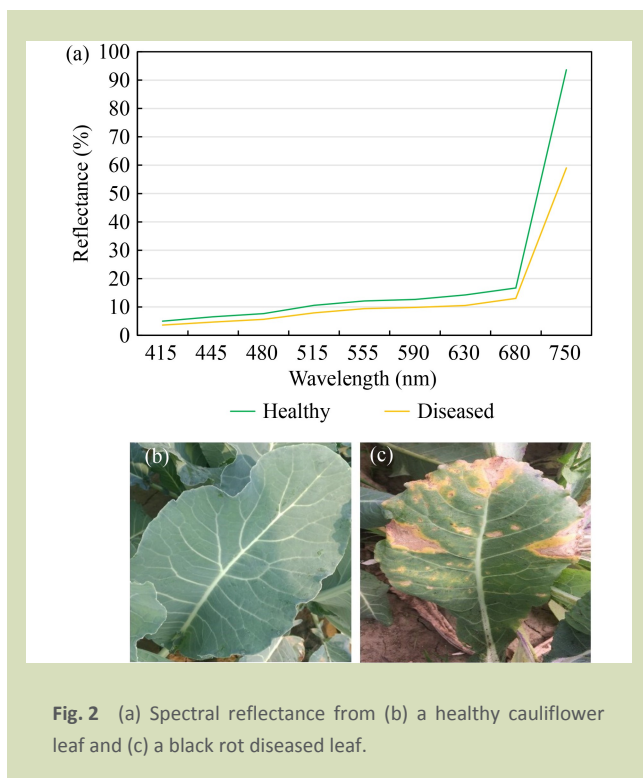 (a)
100
90
80
70
60
50
40
30
20
10
0
Reflectance (%)
415 445 480 515 555 590 630 680 750
Wavelength (nm)
Healthy Diseased
(b) (c)
Fig. 2 (a) Spectral reflectance from (b) a healthy cauliflower
leaf and (c) a black rot diseased leaf.